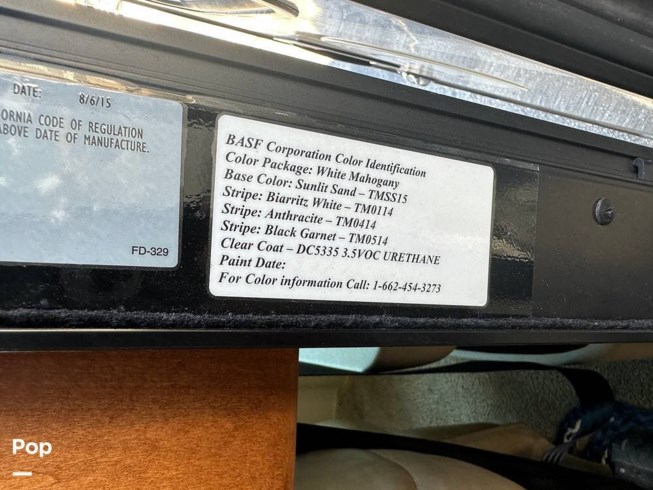 DATE: 8/6/15
ORNIA CODE OF REGULATION
ABOVE DATE OF MANUFACTURE.
FD-329
BASF Corporation Color Identification
Color Package: White Mahogany
Base Color: Sunlit Sand – TMSS15
Stripe: Biarritz White – TM0114
Stripe: Anthracite – TM0414
Stripe: Black Garnet – TM0514
Clear Coat – DC5335 3.5VOC URETHANE
Paint Date:
For Color information Call: 1-662-454-3273
Pop